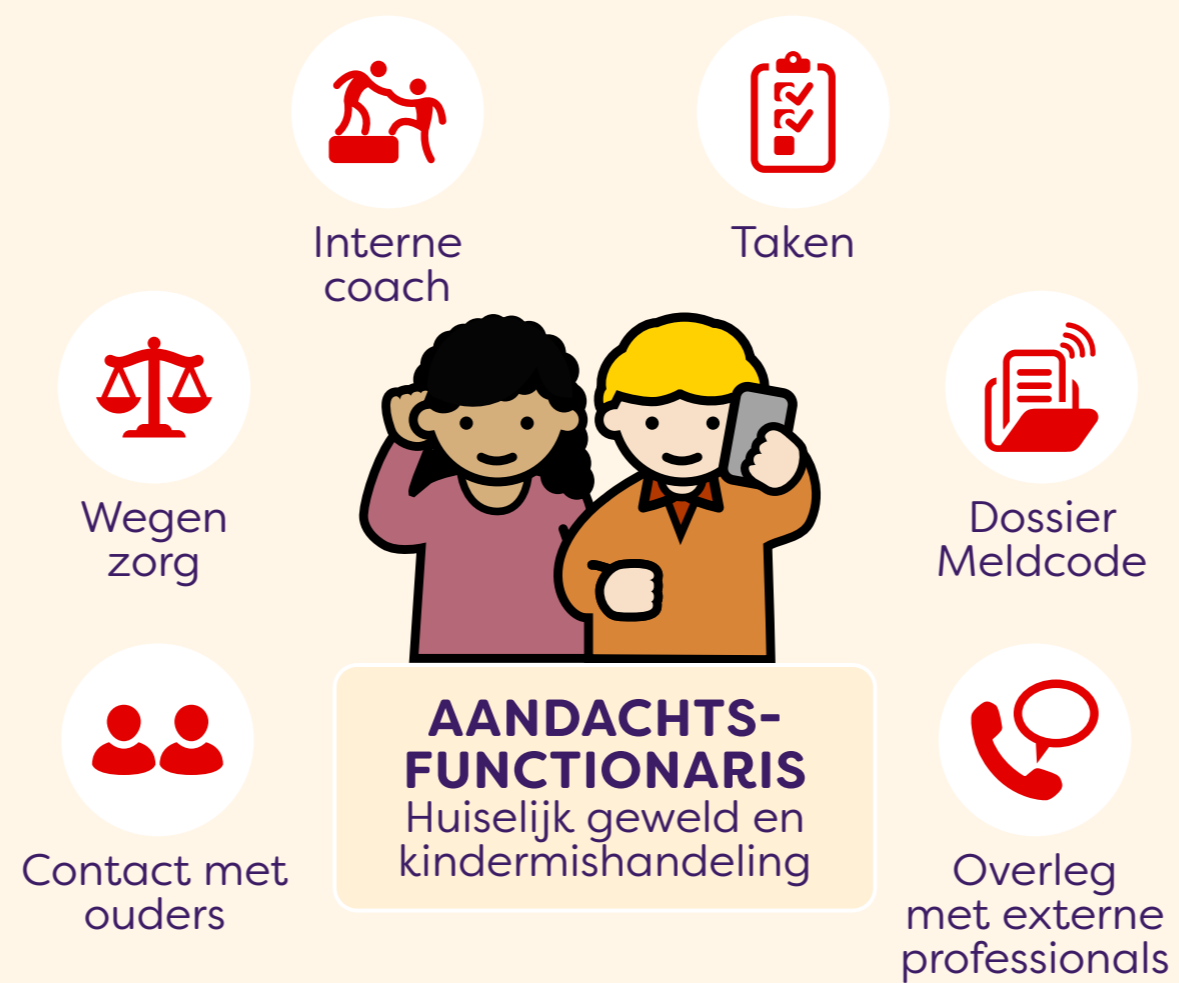 Interne
coach
Taken
Wegen
zorg
Dossier
Meldcode
Contact met
ouders
AANDACHTS-
FUNCTIONARIS
Huiselijk geweld en
kindermishandeling
Overleg
met externe
professionals